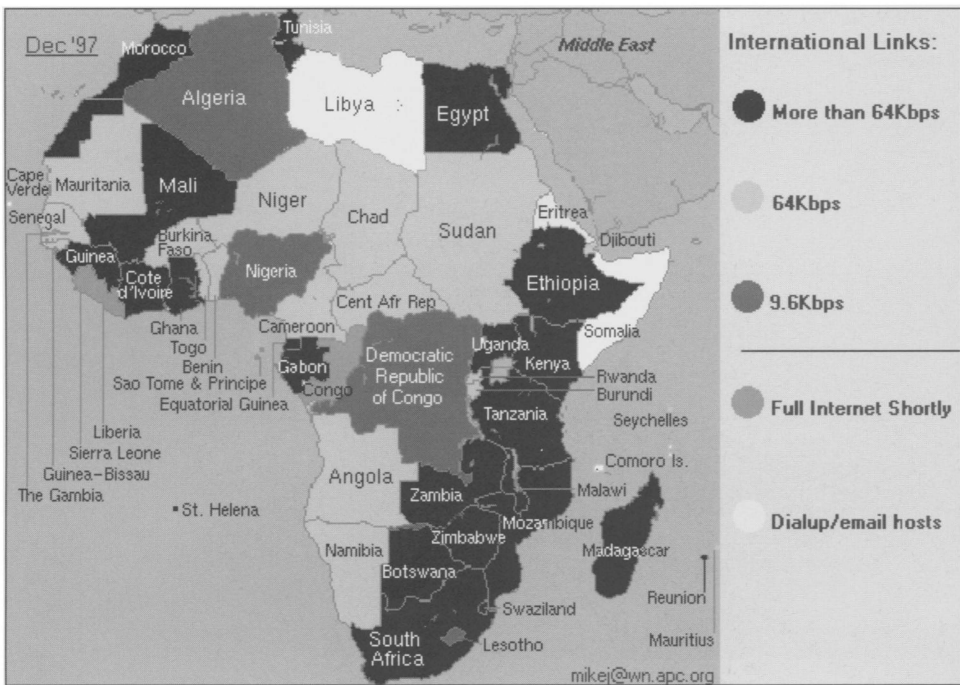 Dec '97
Tunisia
Morocco
Middle East
Algeria
Libya
Egypt
Cape
Verde
Mauritania
Mali
Niger
Chad
Sudan
Eritrea
Senegal
Djibouti
Burkina
Faso
Guinea
Nigeria
Cote
d'Ivoire
Ethiopia
Cent Afr Rep
Somalia
Ghana
Cameroon
Togo
Uganda
Kenya
Benin
Democratic
Republic
of Congo
Gabon
Rwanda
Sao Tome & Principe
Congo
Burundi
Equatorial Guinea
Tanzania
Seychelles
Liberia
Sierra Leone
Guinea-Bissau
The Gambia
Angola
Comoro Is.
Zambia
Malawi
St. Helena
Mozambique
Zimbabwe
Namibia
Madagascar
Botswana
Reunion
Swaziland
Mauritius
South
Africa
Lesotho
mikej@wn.apc.org
International Links:
More than 64Kbps
64Kbps
9.6Kbps
Full Internet Shortly
Dialup/email hosts